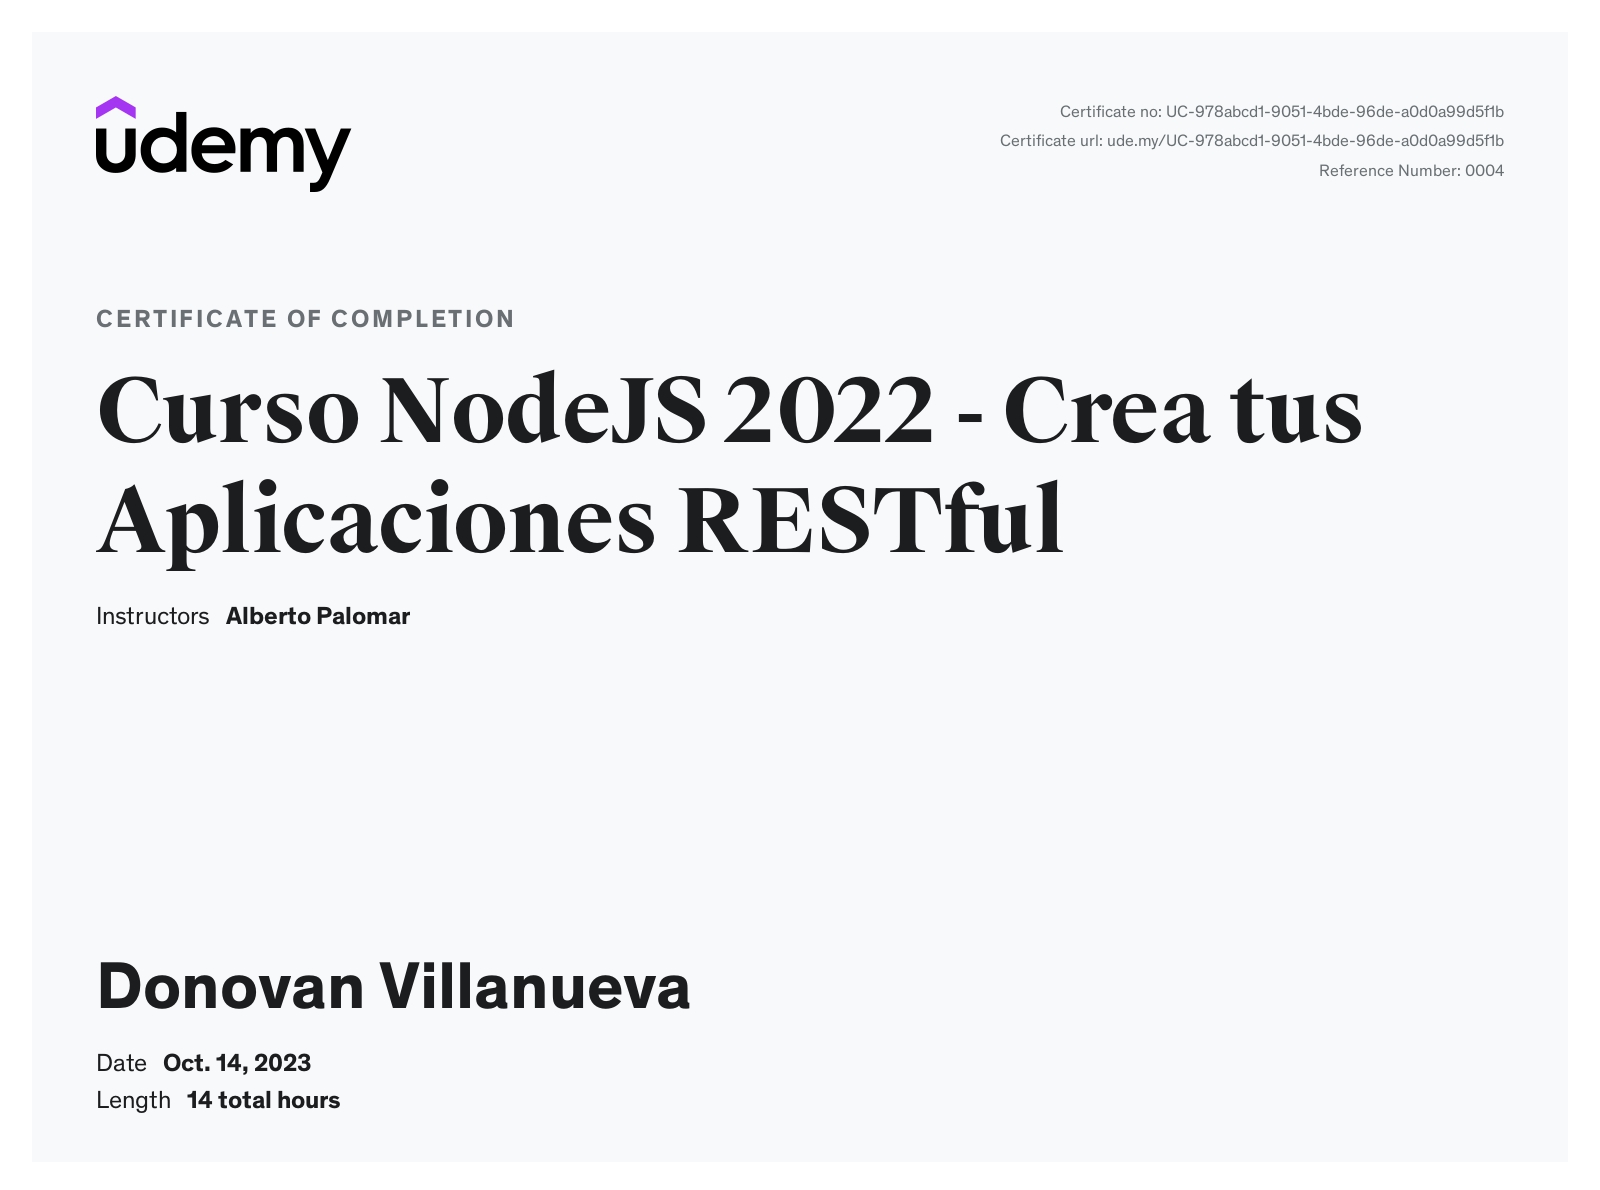 udemy
Certificate no: UC-978abcd1-9051-4bde-96de-a0d0a99d5f1b
Certificate url: ude.my/UC-978abcd1-9051-4bde-96de-a0d0a99d5f1b
Reference Number: 0004
CERTIFICATE OF COMPLETION
Curso NodeJS 2022 - Crea tus
Aplicaciones RESTful
Instructors Alberto Palomar
Donovan Villanueva
Date Oct. 14, 2023
Length 14 total hours